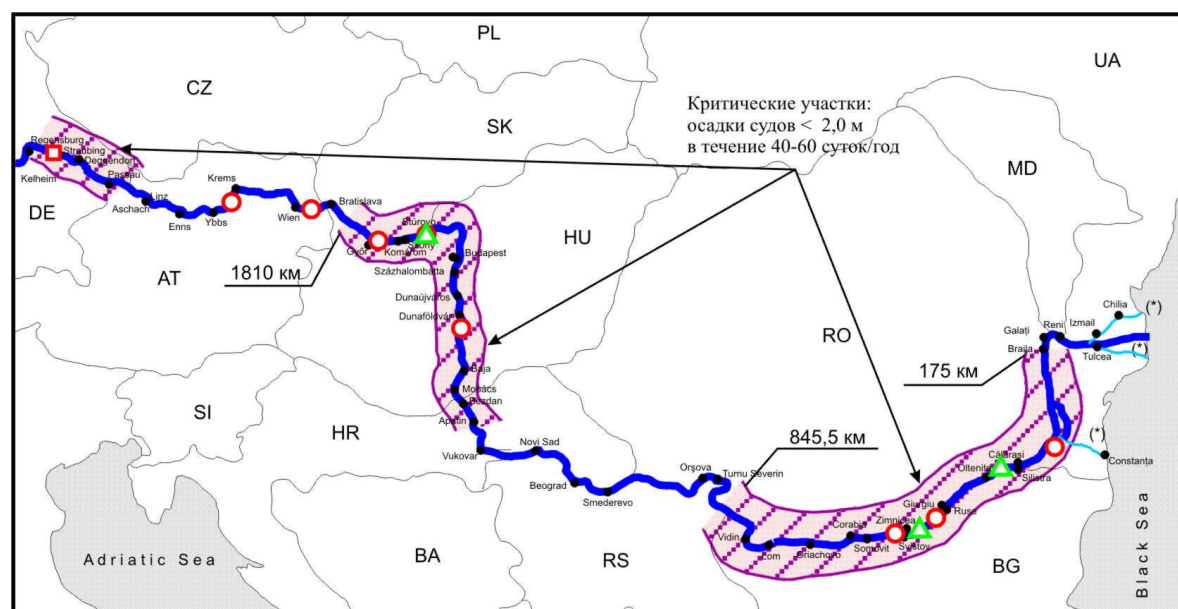 PL
UA
CZ
Критические участки:
осадки судов < 2,0 м
в течение 40-60 суток/год
SK
MD
Regensburg
Straubing
Deggendorf
Kelheim
Passau
Krems
Linz
Aschach
Enns
Ybbs
Wien
Bratislava
DE
Štúrovo
Szőny
Győr
Komárom
Budapest
HU
1810 км
AT
Százhalombatta
Dunaújváros
Dunaföldvár
Chilia
(*)
Izmail
Reni
Galați
RO
Braila
Tulcea
(*)
175 км
Baja
Mohács
Bezdan
Apatin
SI
HR
Vukovar
Novi Sad
845,5 км
(*)
Constanța
Călărași
Oltenița
Silistra
Orșova
Turnu Severin
Beograd
Smederevo
Giurgiu
Ruse
Zimnicea
Corabia
Svistov
Somovit
Oriachovo
Lom
Vidin
Adriatic Sea
BA
RS
BG
Black Sea